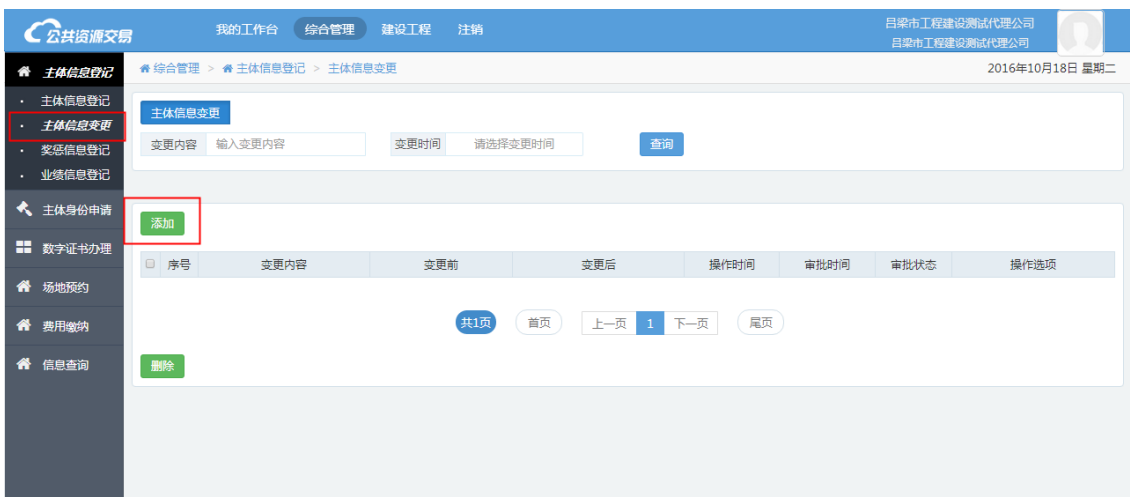 公共资源交易
我的工作台 综合管理 建设工程 注销
吕梁市工程建设测试代理公司
吕梁市工程建设测试代理公司
主体信息登记
综合管理 > 主体信息登记 > 主体信息变更
2016年10月18日 星期二
主体信息登记
主体信息变更
奖惩信息登记
业绩信息登记
主体身份申请
数字证书办理
场地预约
费用缴纳
信息查询
主体信息变更
变更内容 输入变更内容 变更时间 请选择变更时间 查询
添加
序号 变更内容 变更前 变更后 操作时间 审批时间 审批状态 操作选项
共1页 首页 上一页 1 下一页 尾页
删除